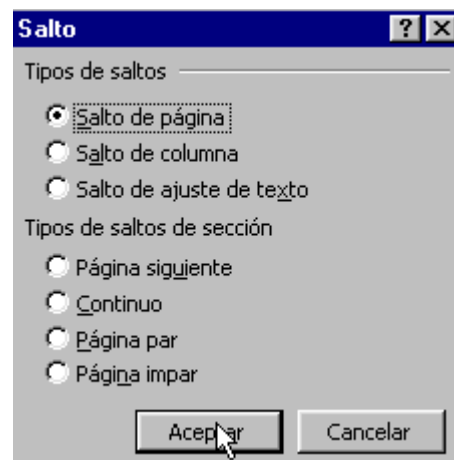 Salto
Tipos de saltos
Salto de página
Salto de columna
Salto de ajuste de texto
Tipos de saltos de sección
Página siguiente
Continuo
Página par
Página impar
Aceptar Cancelar